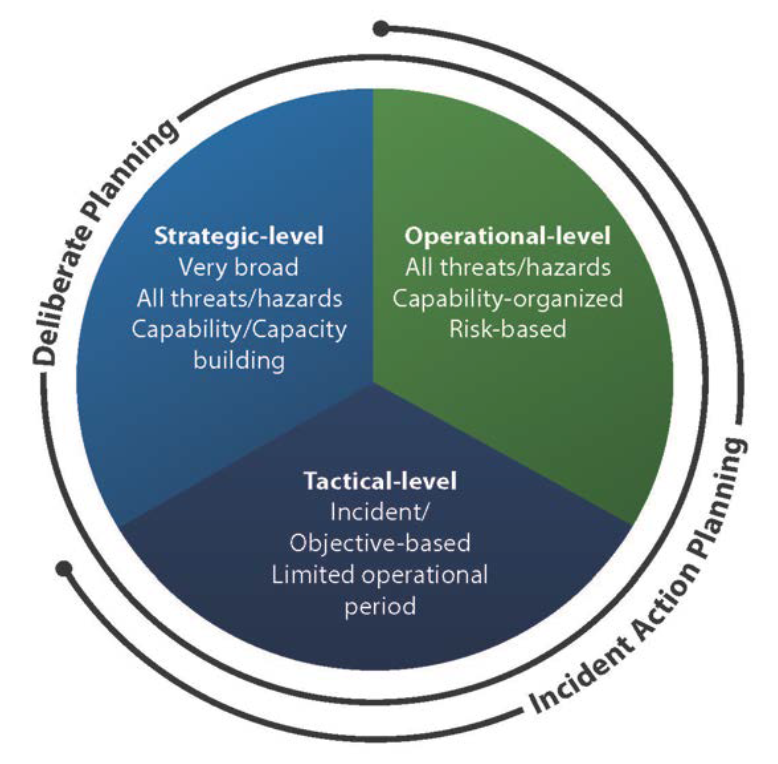 Deliberate Planning
Strategic-level
Very broad
All threats/hazards
Capability/Capacity
building
Operational-level
All threats/hazards
Capability-organized
Risk-based
Tactical-level
Incident/
Objective-based
Limited operational
period
Incident Action Planning